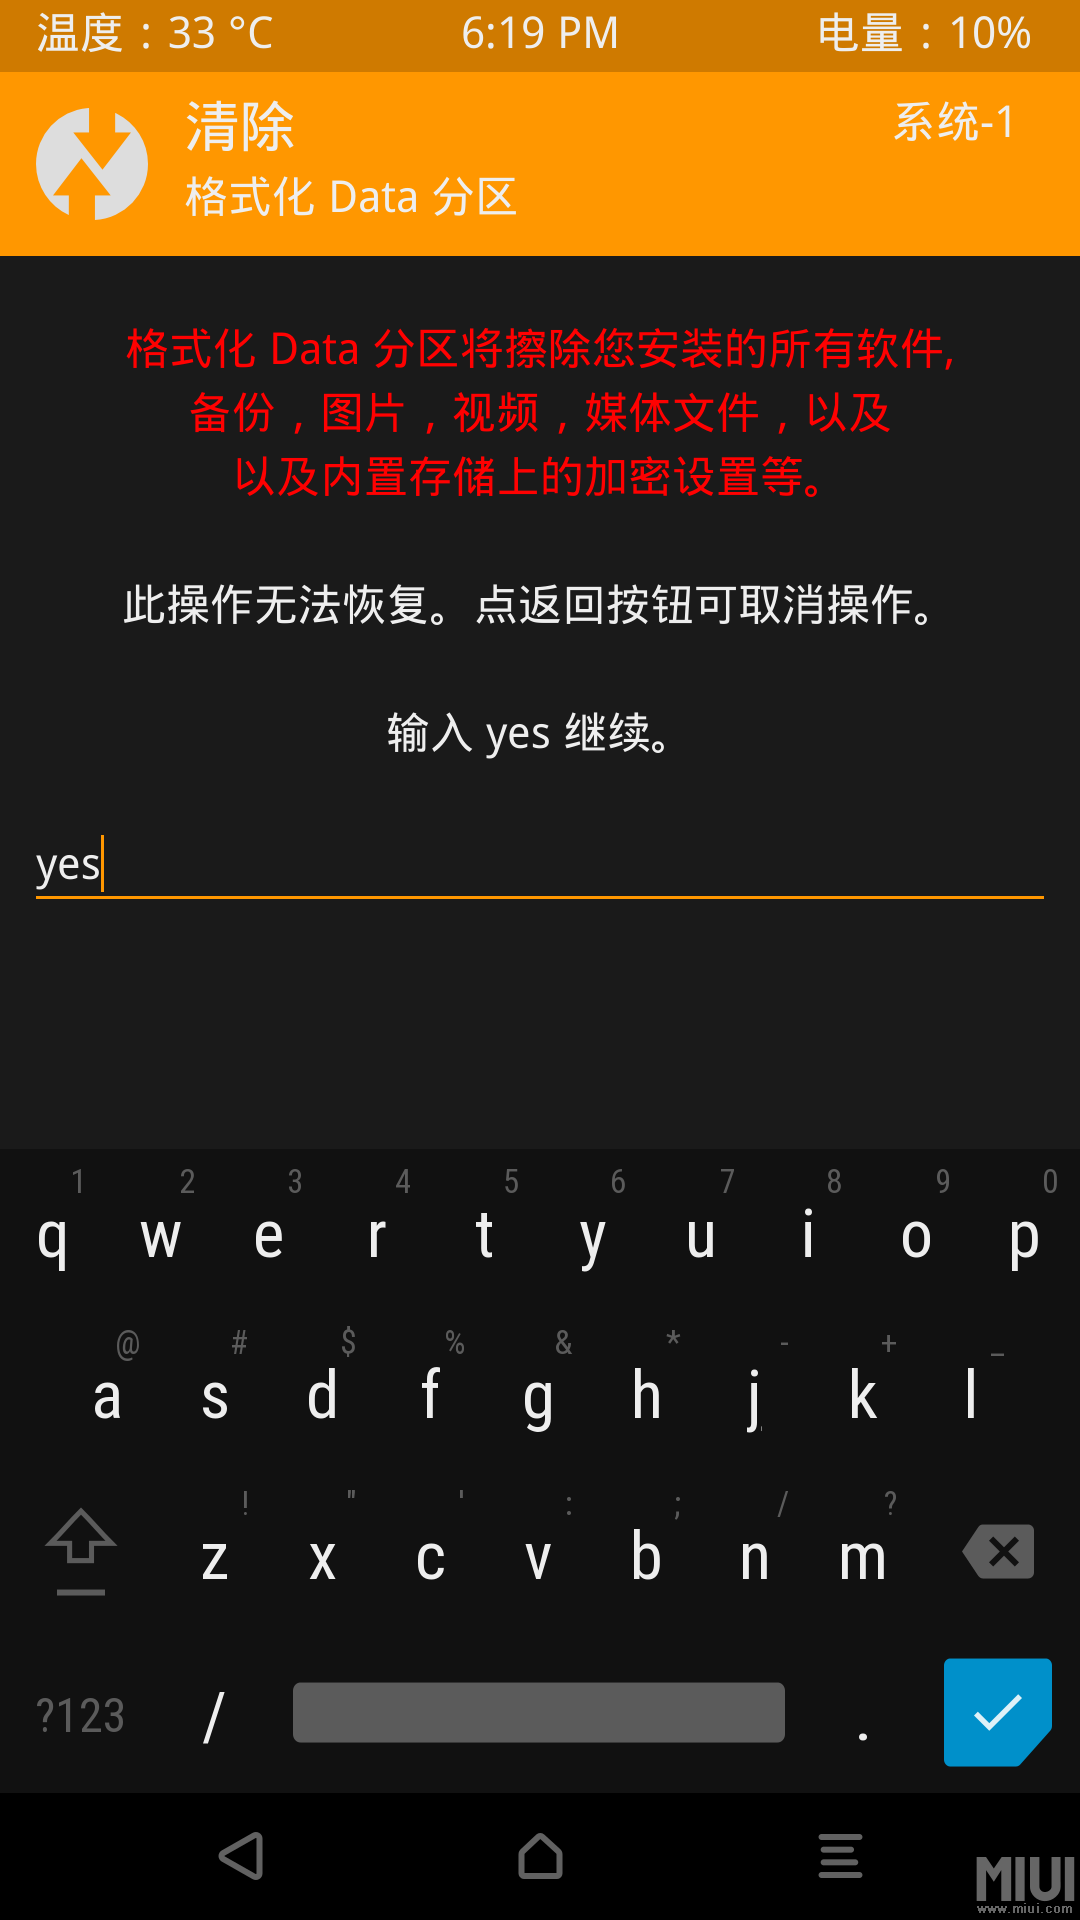 温度：33 °C 6:19 PM 电量：10%
清除 系统-1
格式化 Data 分区
格式化 Data 分区将擦除您安装的所有软件,
备份，图片，视频，媒体文件，以及
以及内置存储上的加密设置等。
此操作无法恢复。点返回按钮可取消操作。
输入 yes 继续。
yes
1 2 3 4 5 6 7 8 9 0
q w e r t y u i o p
@ # $ % & * - + _
a s d f g h j k l
! " ' : ; / ?
z x c v b n m
?123 / .
MIUI
www.miui.com